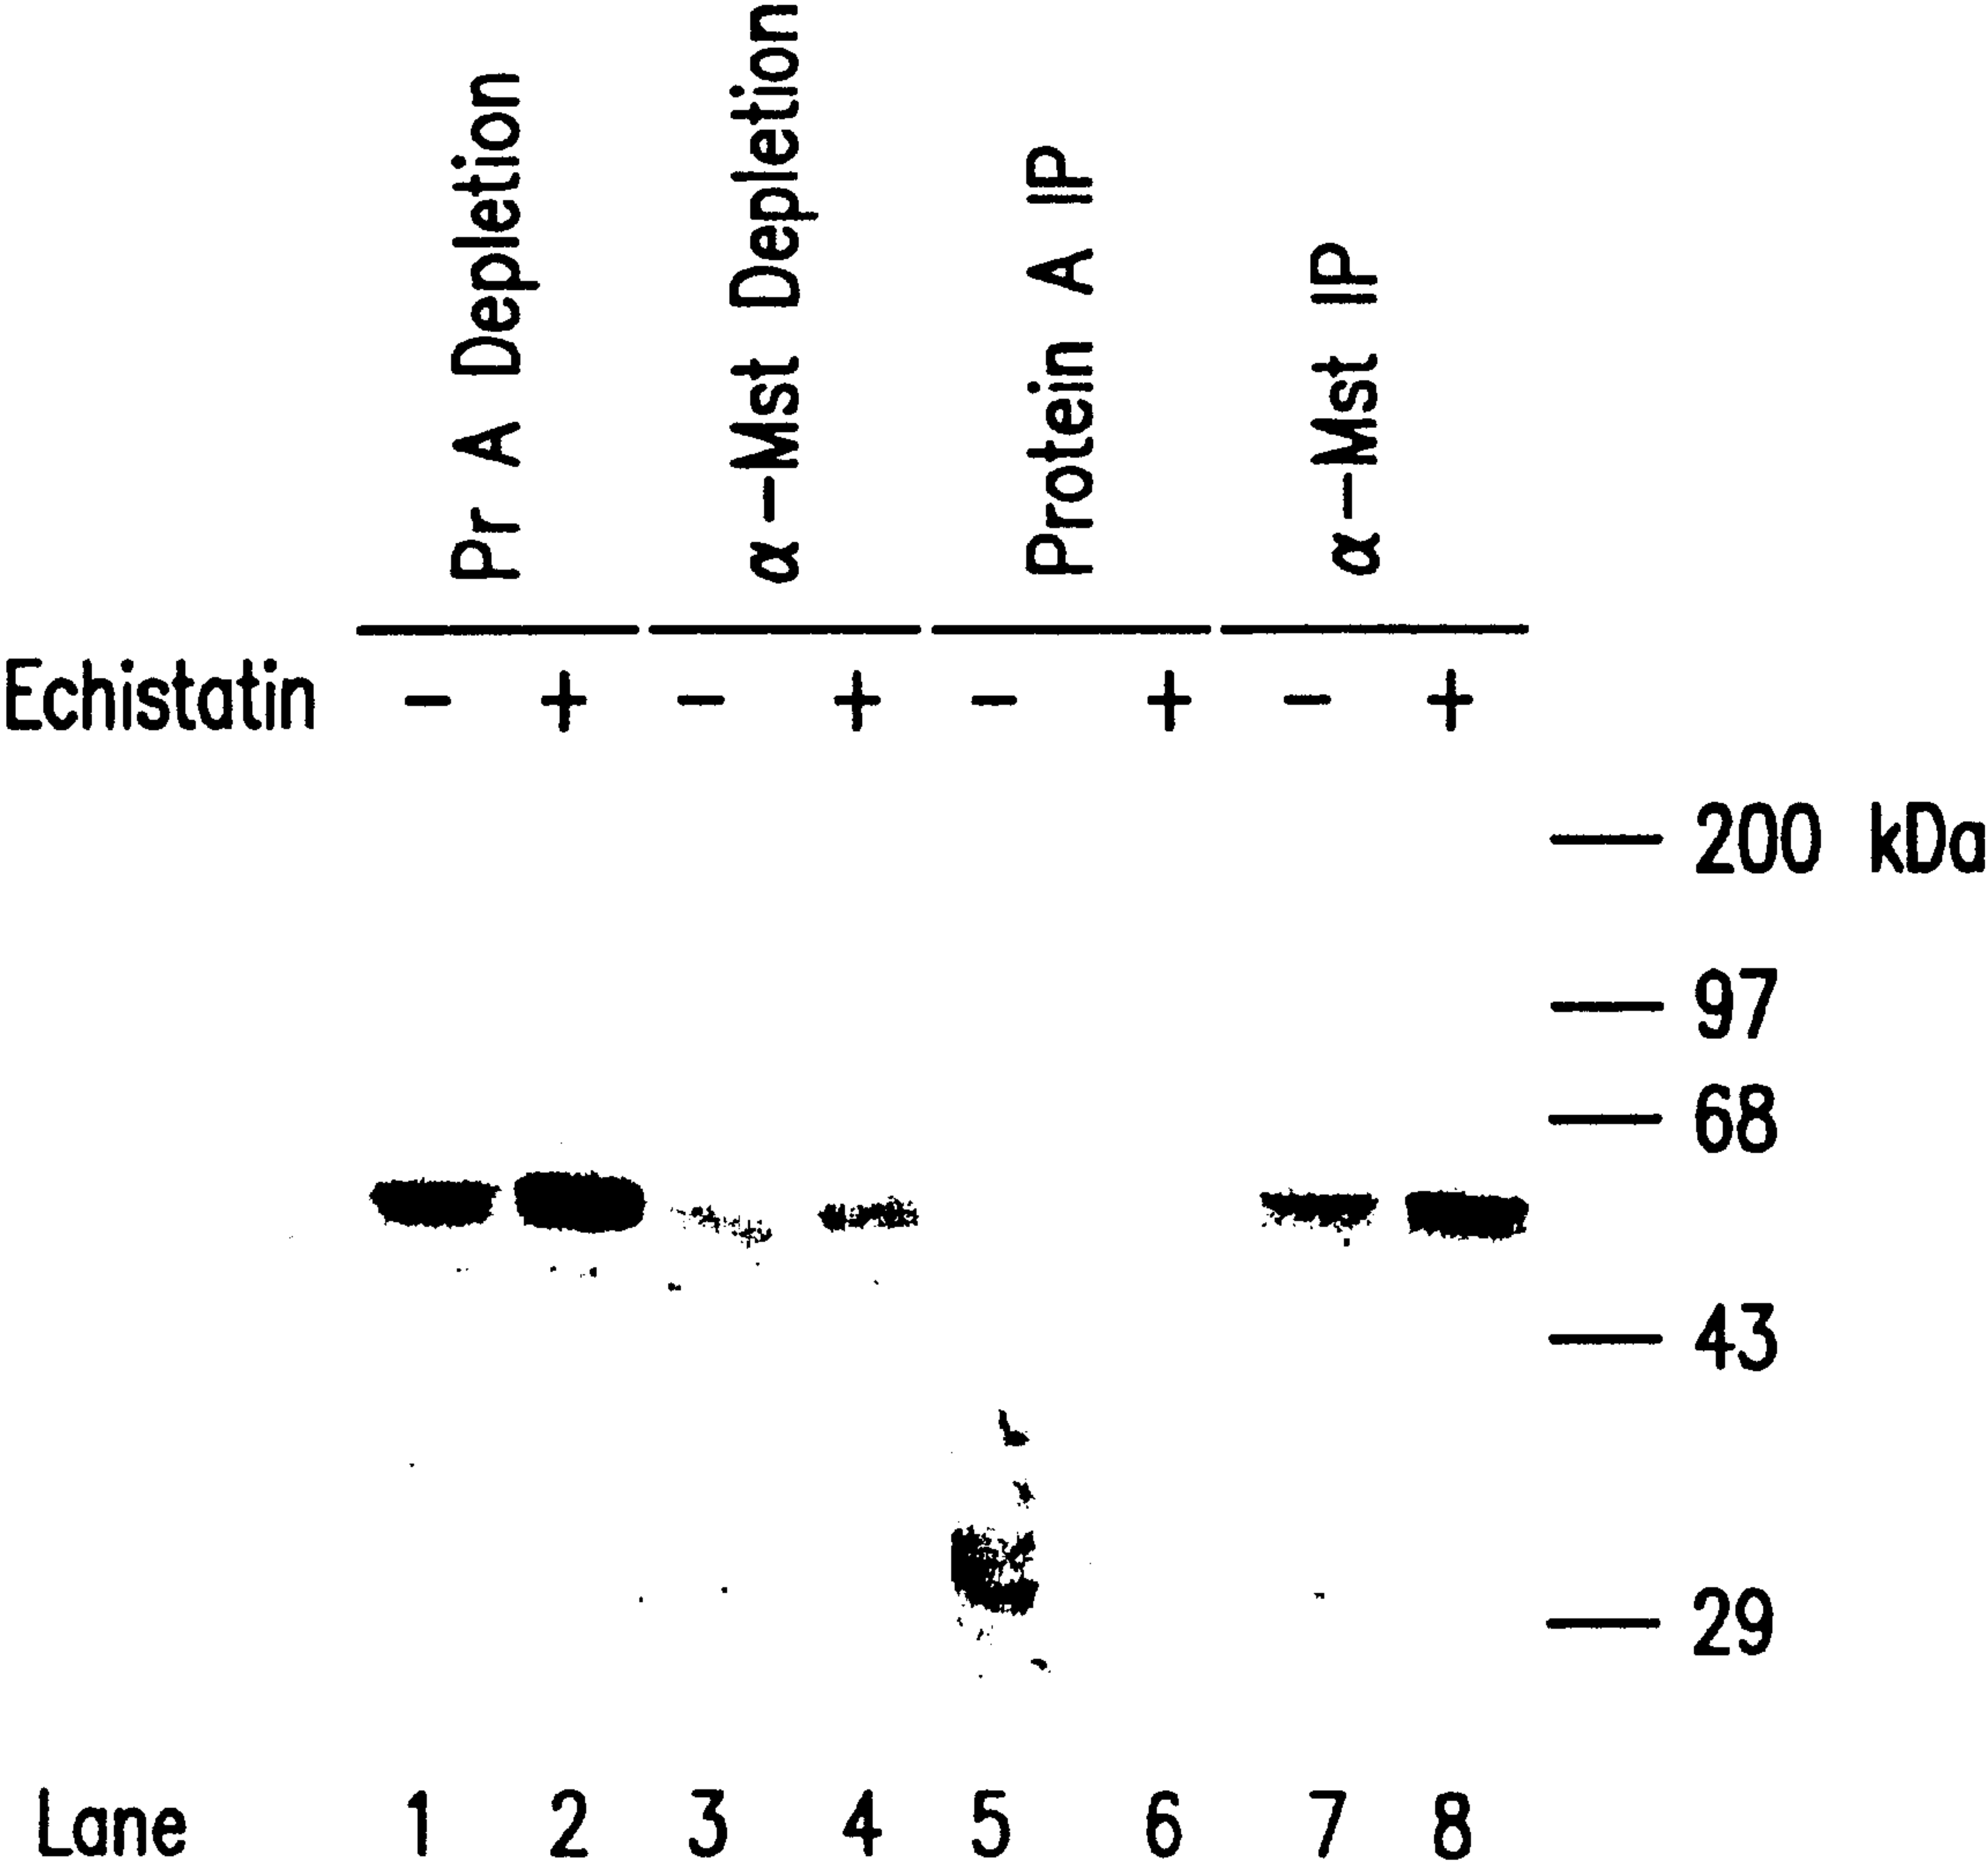 Pr A Depletion
α-Mst Depletion
Protein A IP
α-Mst IP
Echistatin - + - + - + - +
200 kDa
97
68
43
29
Lane 1 2 3 4 5 6 7 8